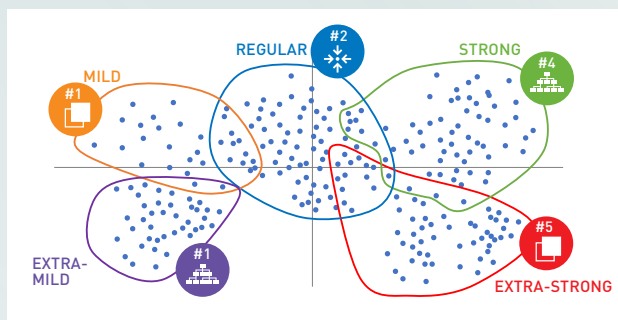 #2
REGULAR
STRONG
#4
MILD
#1
EXTRA-
MILD
#1
#5
EXTRA-STRONG